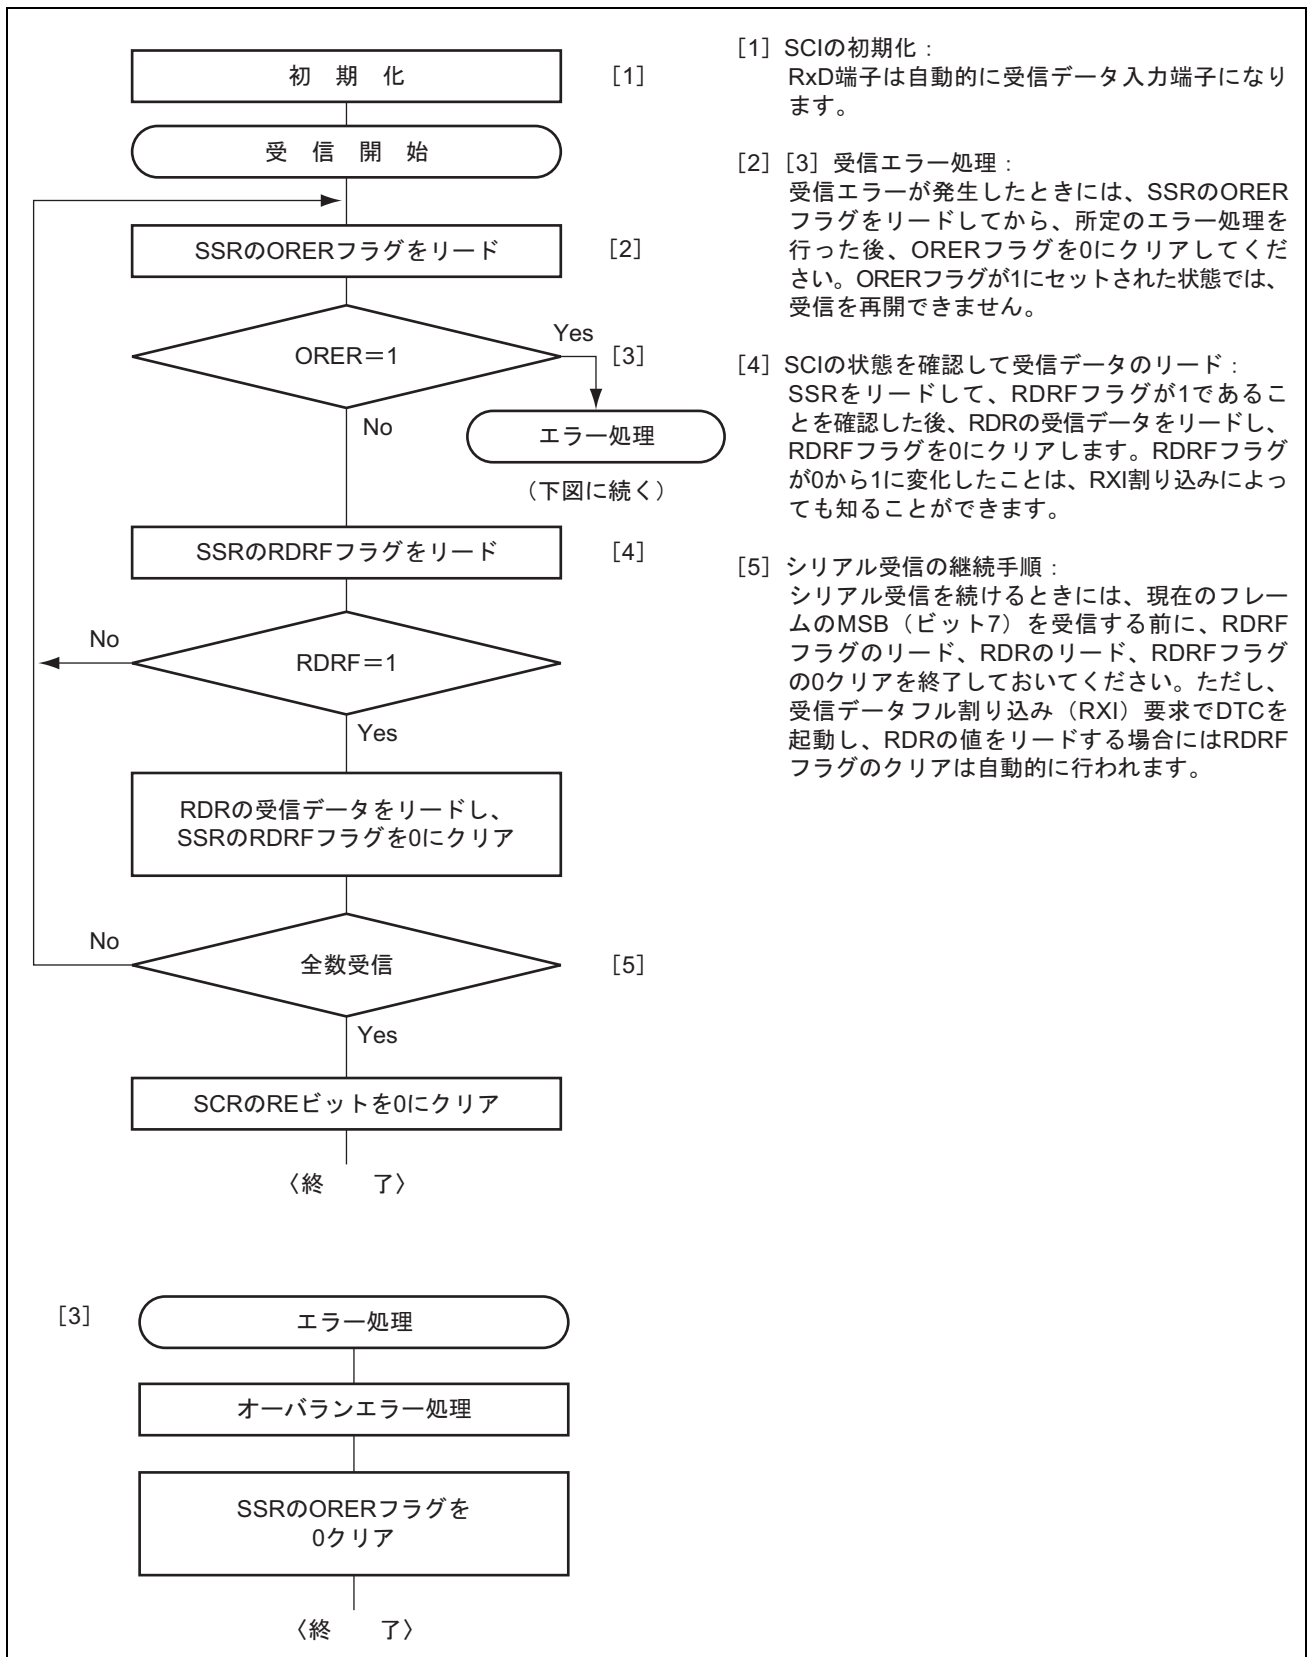 初　期　化
[1]
受　信　開　始
SSRのORERフラグをリード
[2]
ORER＝1
Yes
[3]
No
エラー処理
（下図に続く）
SSRのRDRFフラグをリード
[4]
No
RDRF＝1
Yes
RDRの受信データをリードし、
SSRのRDRFフラグを0にクリア
No
全数受信
[5]
Yes
SCRのREビットを0にクリア
〈終　了〉
[3]
エラー処理
オーバランエラー処理
SSRのORERフラグを
0クリア
〈終　了〉
[1] SCIの初期化：
RxD端子は自動的に受信データ入力端子になり
ます。
[2] [3] 受信エラー処理：
受信エラーが発生したときには、SSRのORER
フラグをリードしてから、所定のエラー処理を
行った後、ORERフラグを0にクリアしてくだ
さい。ORERフラグが1にセットされた状態では、
受信を再開できません。
[4] SCIの状態を確認して受信データのリード：
SSRをリードして、RDRFフラグが1であるこ
とを確認した後、RDRの受信データをリードし、
RDRFフラグを0にクリアします。RDRFフラグ
が0から1に変化したことは、RXI割り込みによっ
ても知ることができます。
[5] シリアル受信の継続手順：
シリアル受信を続けるときには、現在のフレー
ムのMSB（ビット7）を受信する前に、RDRF
フラグのリード、RDRのリード、RDRFフラグ
の0クリアを終了しておいてください。ただし、
受信データフル割り込み（RXI）要求でDTCを
起動し、RDRの値をリードする場合にはRDRF
フラグのクリアは自動的に行われます。